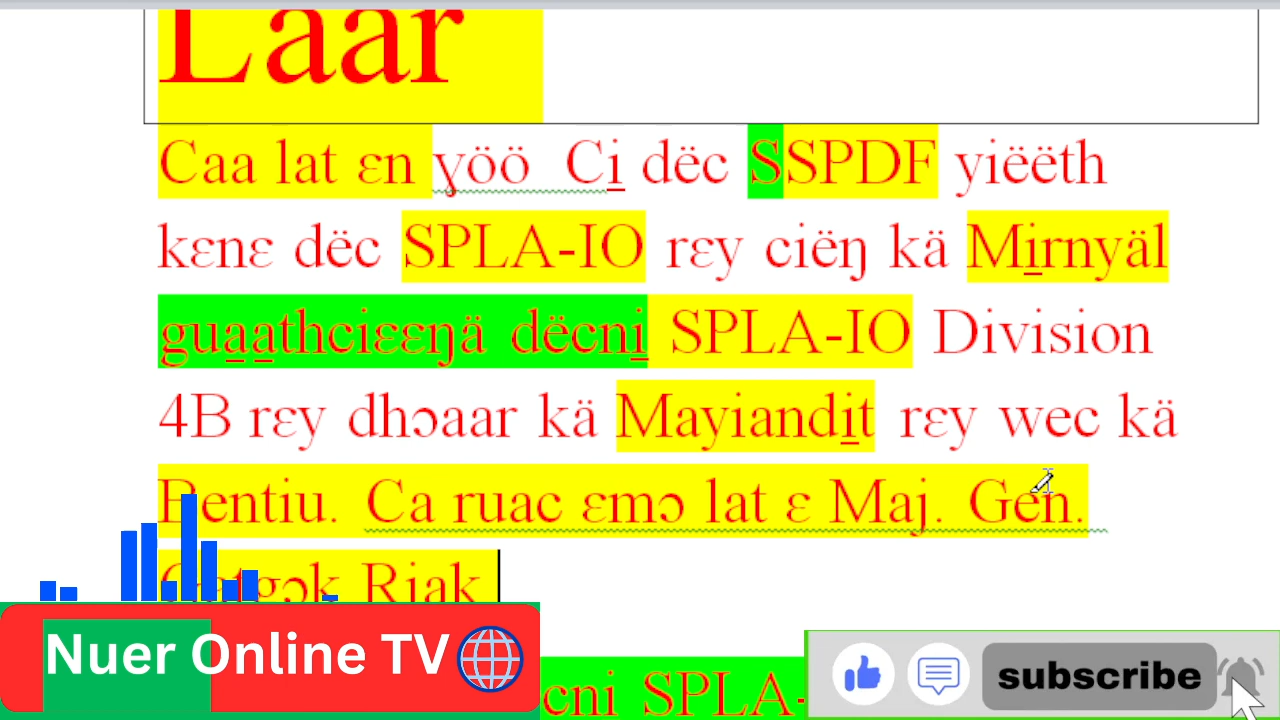 Laar
Caa lat ɛn ɣöö Ci̱ dëc SSPDF yiëëth
kɛnɛ dëc SPLA-IO rɛy ciëŋ kä Mi̱rnyäl
gua̱a̱thciɛɛŋä dëcni̱ SPLA-IO Division
4B rɛy dhɔaar kä Mayiandi̱t rɛy wec kä
Bentiu. Ca ruac ɛmɔ lat ɛ Maj. Gen.
Riak
Nuer Online TV
cni SPLA-
subscribe